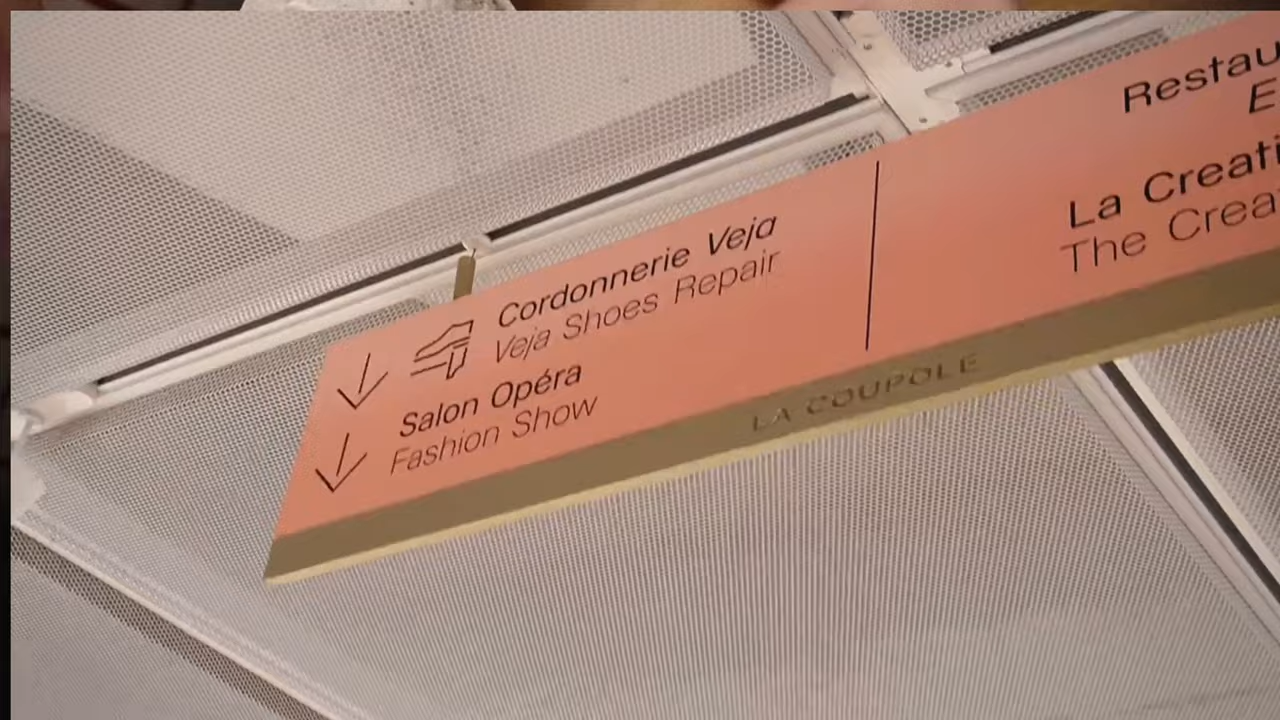 Cordonnerie Veja
Veja Shoes Repair
Salon Opéra
Fashion Show
Restau
E
La Creati
The Crea
LA COUPOLE